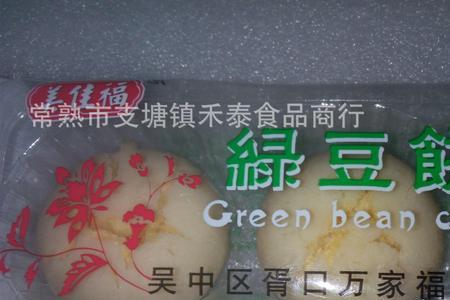 美佳福
常熟市支塘镇禾泰食品商行
綠豆餅
Green bean c
吴中区胥口万家福